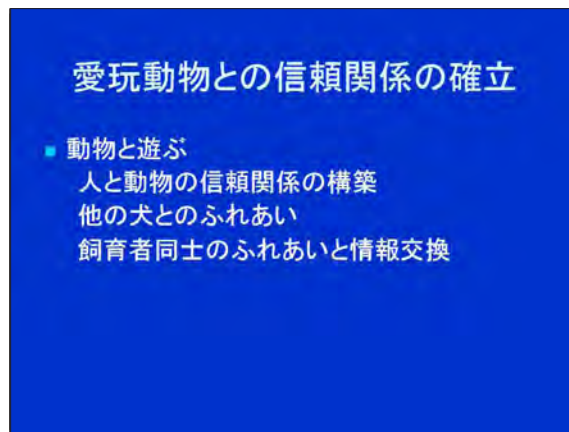 愛玩動物との信頼関係の確立
動物と遊ぶ
人と動物の信頼関係の構築
他の犬とのふれあい
飼育者同士のふれあいと情報交換